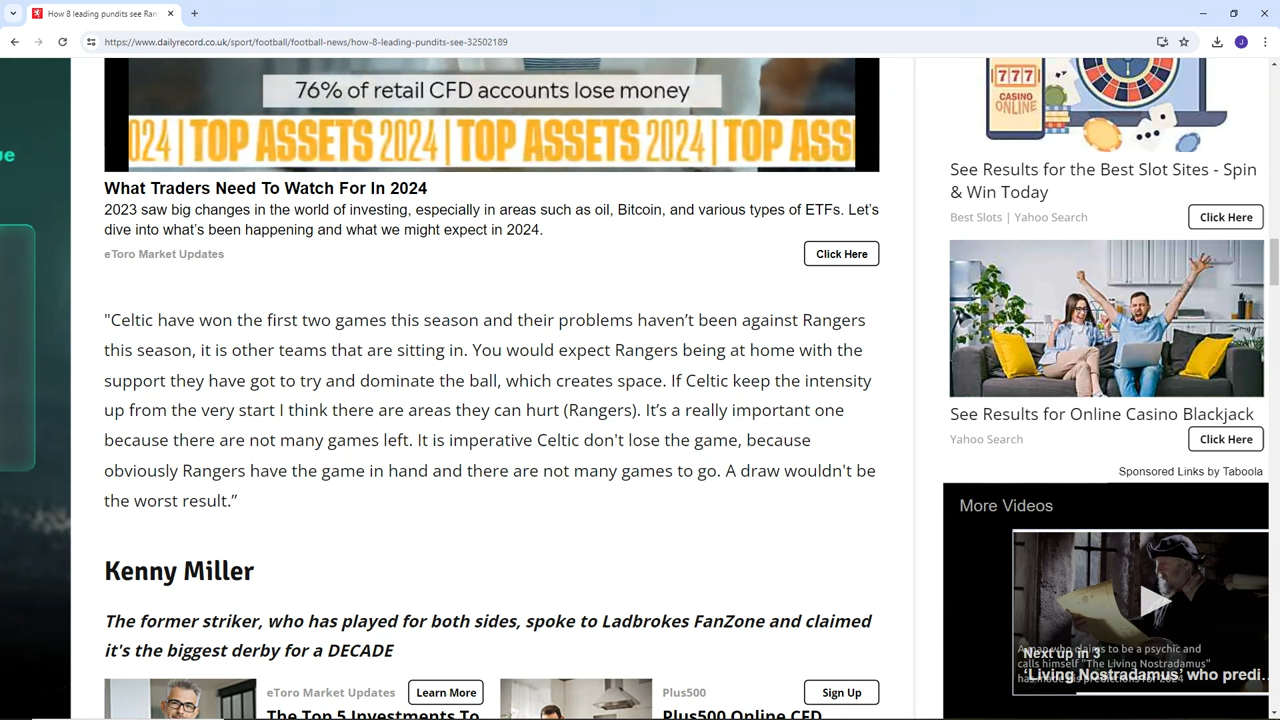 How 8 leading pundits see Ran
https://www.dailyrecord.co.uk/sport/football/football-news/how-8-leading-pundits-see-32502189
J
ue
76% of retail CFD accounts lose money
024 | TOP ASSETS 2024 | TOP ASSETS 2024 | TOP ASS
What Traders Need To Watch For In 2024
2023 saw big changes in the world of investing, especially in areas such as oil, Bitcoin, and various types of ETFs. Let’s
dive into what’s been happening and what we might expect in 2024.
eToro Market Updates
Click Here
"Celtic have won the first two games this season and their problems haven’t been against Rangers
this season, it is other teams that are sitting in. You would expect Rangers being at home with the
support they have got to try and dominate the ball, which creates space. If Celtic keep the intensity
up from the very start I think there are areas they can hurt (Rangers). It’s a really important one
because there are not many games left. It is imperative Celtic don't lose the game, because
obviously Rangers have the game in hand and there are not many games to go. A draw wouldn't be
the worst result.”
Kenny Miller
The former striker, who has played for both sides, spoke to Ladbrokes FanZone and claimed
it's the biggest derby for a DECADE
eToro Market Updates
Learn More
The Top 5 Investments To
Plus500
Sign Up
Plus500 Online CFD
777
CASINO
ONLINE
See Results for the Best Slot Sites - Spin
& Win Today
Best Slots | Yahoo Search
Click Here
See Results for Online Casino Blackjack
Yahoo Search
Click Here
Sponsored Links by Taboola
More Videos
A man who claims to be a psychic and
Next up in 3
calls himself "The Living Nostradamus"
‘Living Nostradamus’ who predi...